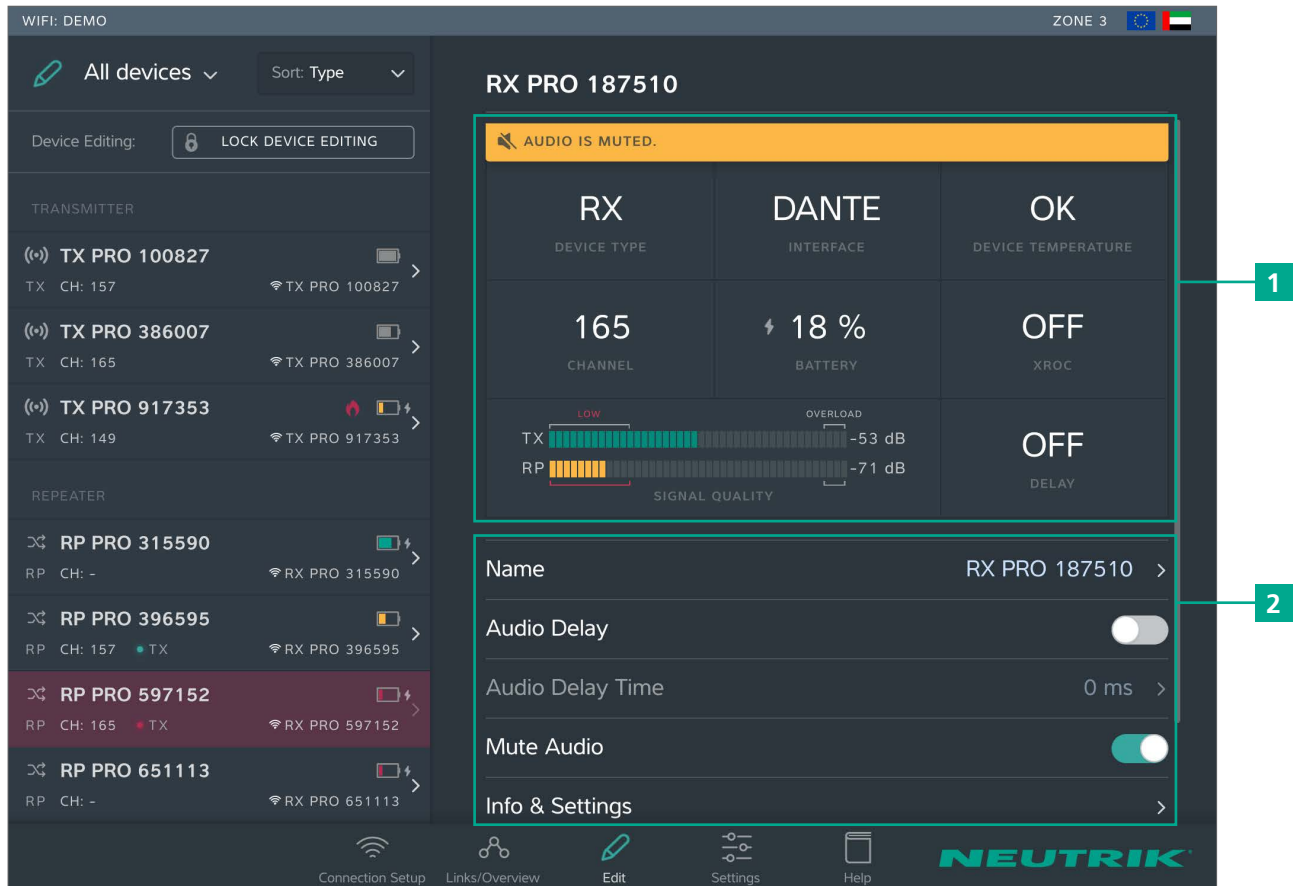 WIFI: DEMO
ZONE 3
All devices
Sort: Type
Device Editing:
LOCK DEVICE EDITING
TRANSMITTER
TX PRO 100827
TX CH: 157
TX PRO 100827
TX PRO 386007
TX CH: 165
TX PRO 386007
TX PRO 917353
TX CH: 149
TX PRO 917353
REPEATER
RP PRO 315590
RP CH: -
RX PRO 315590
RP PRO 396595
RP CH: 157 TX
RX PRO 396595
RP PRO 597152
RP CH: 165 TX
RX PRO 597152
RP PRO 651113
RP CH: -
RX PRO 651113
RX PRO 187510
AUDIO IS MUTED.
RX
DEVICE TYPE
DANTE
INTERFACE
OK
DEVICE TEMPERATURE
165
CHANNEL
18 %
BATTERY
OFF
XROC
LOW
OVERLOAD
TX -53 dB
RP -71 dB
SIGNAL QUALITY
OFF
DELAY
1
Name
RX PRO 187510
Audio Delay
Audio Delay Time
0 ms
Mute Audio
Info & Settings
2
Connection Setup
Links/Overview
Edit
Settings
Help
NEUTRIK